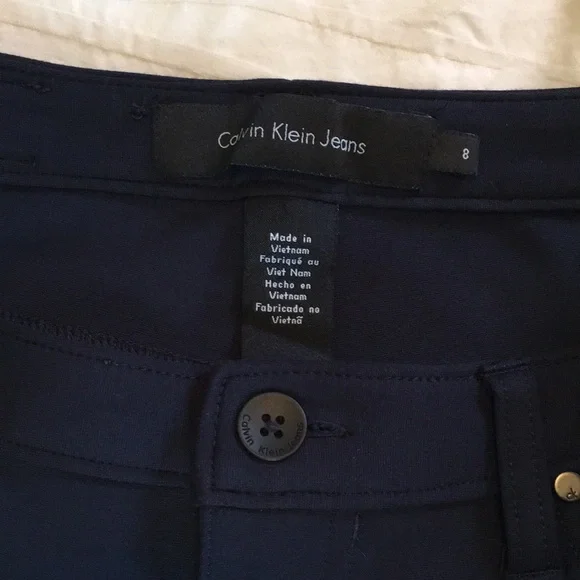 Calvin Klein Jeans
8
Made in
Vietnam
Fabriqué au
Viet Nam
Hecho en
Vietnam
Fabricado no
Vietnã
Calvin Klein Jeans
ck